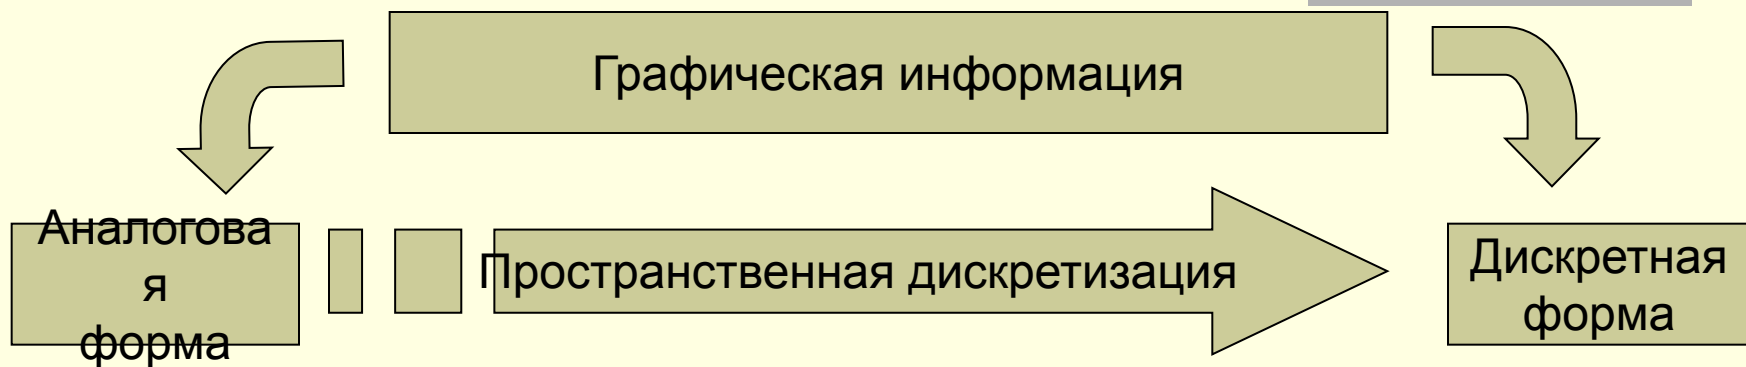 Графическая информация
Аналогова
я
форма
Пространственная дискретизация
Дискретная
форма